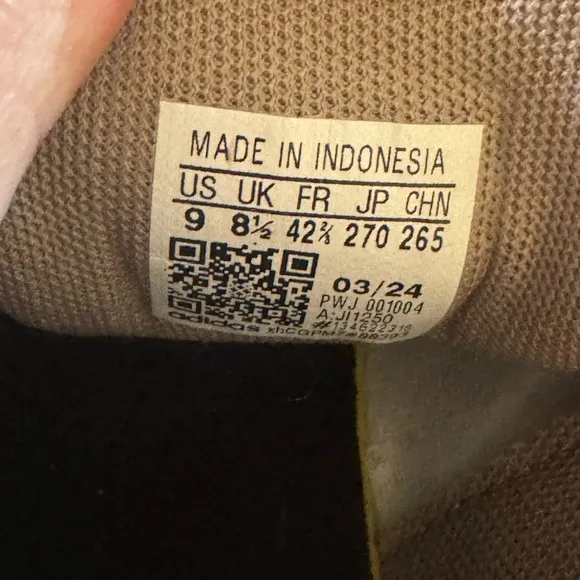 MADE IN INDONESIA
US UK FR JP CHN
9 8½ 42⅔ 270 265
03/24
PWJ 001004
A:JI1250
#134622316
adidas